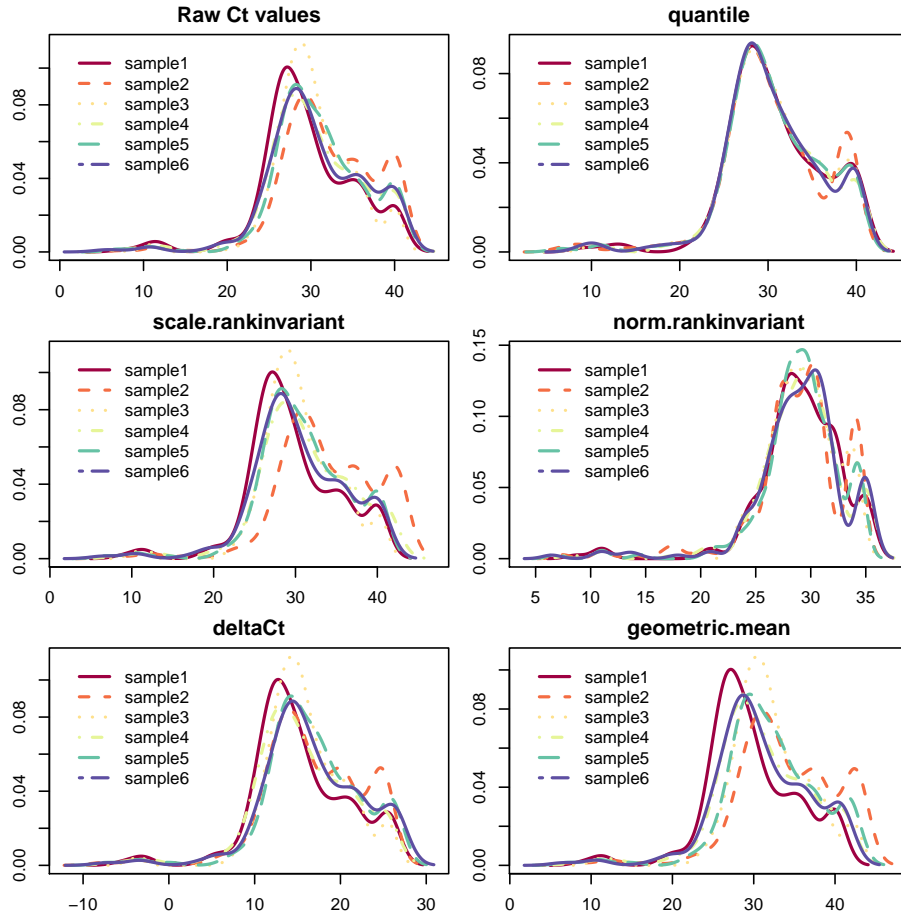 Raw Ct values
sample1
sample2
sample3
sample4
sample5
sample6
0.00
0.04
0.08
0
10
20
30
40
quantile
sample1
sample2
sample3
sample4
sample5
sample6
0.00
0.04
0.08
10
20
30
40
scale.rankinvariant
sample1
sample2
sample3
sample4
sample5
sample6
0.00
0.04
0.08
0
10
20
30
40
norm.rankinvariant
sample1
sample2
sample3
sample4
sample5
sample6
0.00
0.05
0.10
0.15
5
10
15
20
25
30
35
deltaCt
sample1
sample2
sample3
sample4
sample5
sample6
0.00
0.04
0.08
−10
0
10
20
30
geometric.mean
sample1
sample2
sample3
sample4
sample5
sample6
0.00
0.04
0.08
0
10
20
30
40